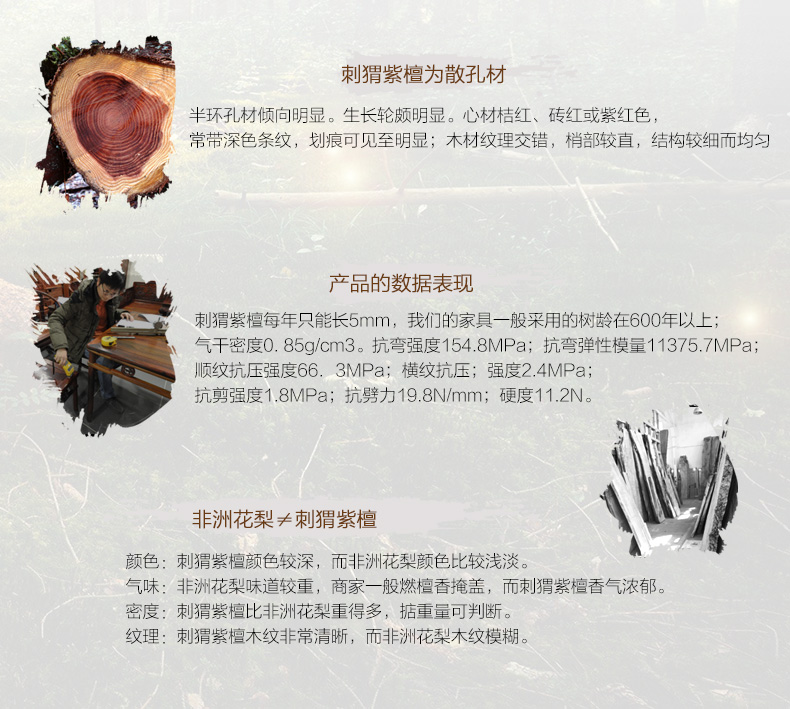 刺猬紫檀为散孔材
半环孔材倾向明显。生长轮颇明显。心材桔红、砖红或紫红色，
常带深色条纹，划痕可见至明显；木材纹理交错，梢部较直，结构较细而均匀
产品的数据表现
刺猬紫檀每年只能长5mm，我们的家具一般采用的树龄在600年以上；
气干密度0. 85g/cm3。抗弯强度154.8MPa；抗弯弹性模量11375.7MPa；
顺纹抗压强度66．3MPa；横纹抗压；强度2.4MPa；
抗剪强度1.8MPa；抗劈力19.8N/mm；硬度11.2N。
非洲花梨≠刺猬紫檀
颜色：刺猬紫檀颜色较深，而非洲花梨颜色比较浅淡。
气味：非洲花梨味道较重，商家一般燃檀香掩盖，而刺猬紫檀香气浓郁。
密度：刺猬紫檀比非洲花梨重得多，掂重量可判断。
纹理：刺猬紫檀木纹非常清晰，而非洲花梨木纹模糊。